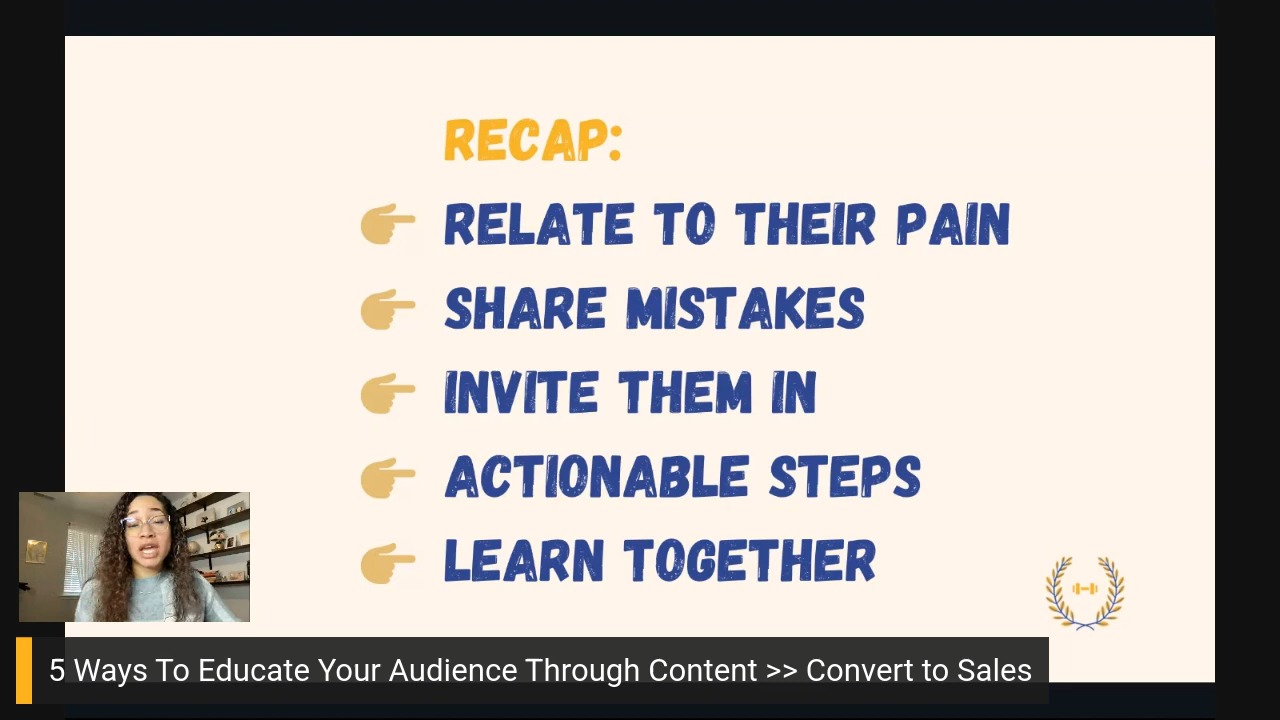 RECAP:
RELATE TO THEIR PAIN
SHARE MISTAKES
INVITE THEM IN
ACTIONABLE STEPS
LEARN TOGETHER
5 Ways To Educate Your Audience Through Content >> Convert to Sales